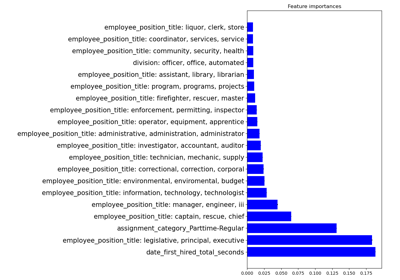 Feature importances
employee_position_title: liquor, clerk, store
employee_position_title: coordinator, services, service
employee_position_title: community, security, health
division: officer, office, automated
employee_position_title: assistant, library, librarian
employee_position_title: program, programs, projects
employee_position_title: firefighter, rescuer, master
employee_position_title: enforcement, permitting, inspector
employee_position_title: operator, equipment, apprentice
employee_position_title: administrative, administration, administrator
employee_position_title: investigator, accountant, auditor
employee_position_title: technician, mechanic, supply
employee_position_title: correctional, correction, corporal
employee_position_title: environmental, enviromental, budget
employee_position_title: information, technology, technologist
employee_position_title: manager, engineer, iii
employee_position_title: captain, rescue, chief
assignment_category_Parttime-Regular
employee_position_title: legislative, principal, executive
date_first_hired_total_seconds
0.000 0.025 0.050 0.075 0.100 0.125 0.150 0.175